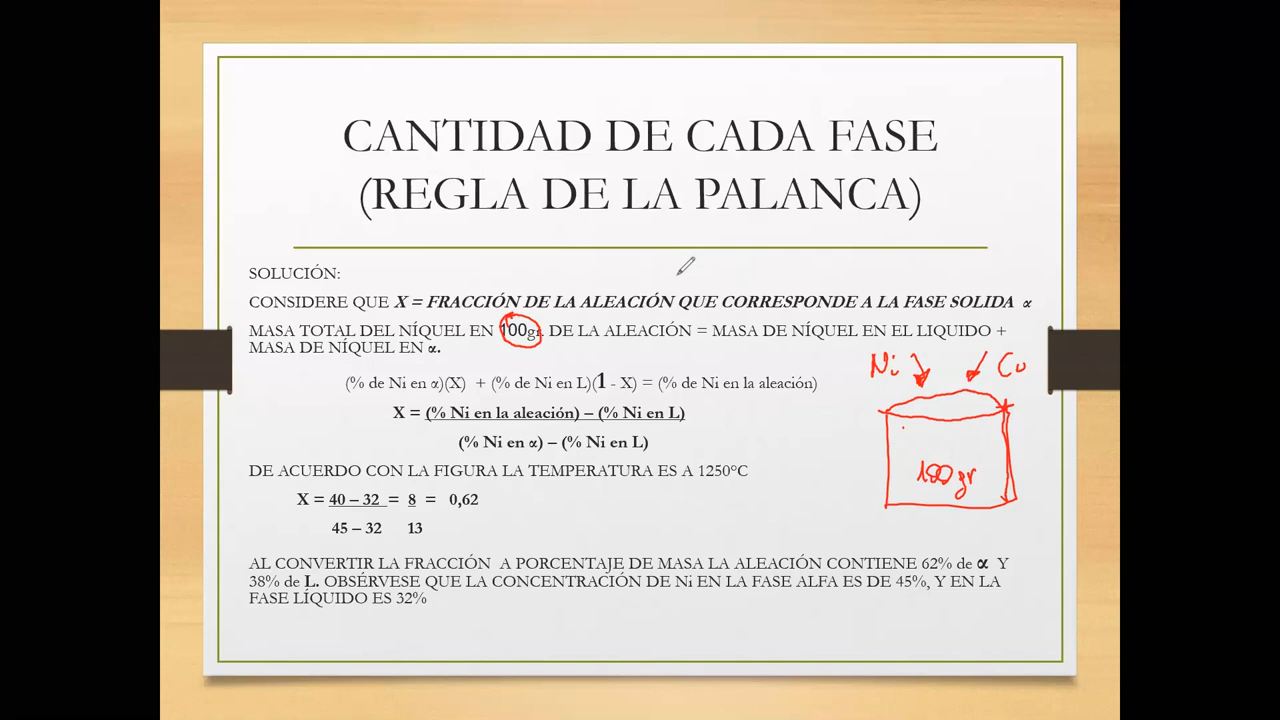 CANTIDAD DE CADA FASE
(REGLA DE LA PALANCA)
SOLUCIÓN:
CONSIDERE QUE X = FRACCIÓN DE LA ALEACIÓN QUE CORRESPONDE A LA FASE SOLIDA α
MASA TOTAL DEL NÍQUEL EN 100gr. DE LA ALEACIÓN = MASA DE NÍQUEL EN EL LIQUIDO +
MASA DE NÍQUEL EN α.
Ni Cu
(% de Ni en α)(X) + (% de Ni en L)(1 - X) = (% de Ni en la aleación)
X = (% Ni en la aleación) – (% Ni en L)
(% Ni en α) – (% Ni en L)
DE ACUERDO CON LA FIGURA LA TEMPERATURA ES A 1250°C
100 gr
X = 40 – 32 = 8 = 0,62
45 – 32 13
AL CONVERTIR LA FRACCIÓN A PORCENTAJE DE MASA LA ALEACIÓN CONTIENE 62% de α Y
38% de L. OBSÉRVESE QUE LA CONCENTRACIÓN DE Ni EN LA FASE ALFA ES DE 45%, Y EN LA
FASE LÍQUIDO ES 32%